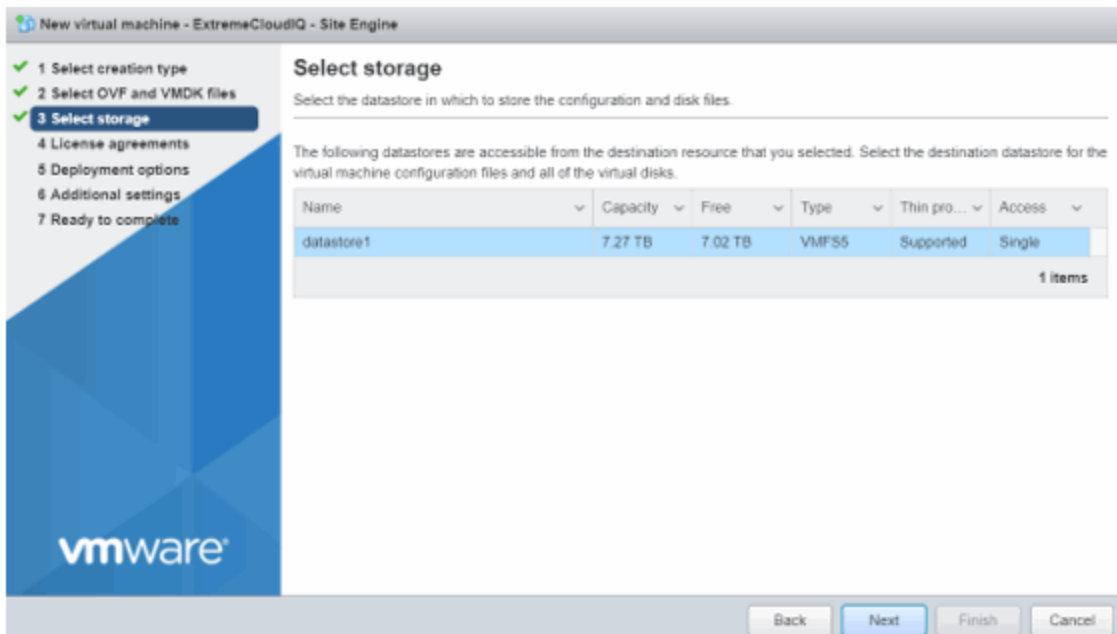 New virtual machine - ExtremeCloudIQ - Site Engine
1 Select creation type
2 Select OVF and VMDK files
3 Select storage
4 License agreements
5 Deployment options
6 Additional settings
7 Ready to complete
vmware®
Select storage
Select the datastore in which to store the configuration and disk files.
The following datastores are accessible from the destination resource that you selected. Select the destination datastore for the
virtual machine configuration files and all of the virtual disks.
Name Capacity Free Type Thin pro... Access
datastore1 7.27 TB 7.02 TB VMFS5 Supported Single
1 items
Back Next Finish Cancel